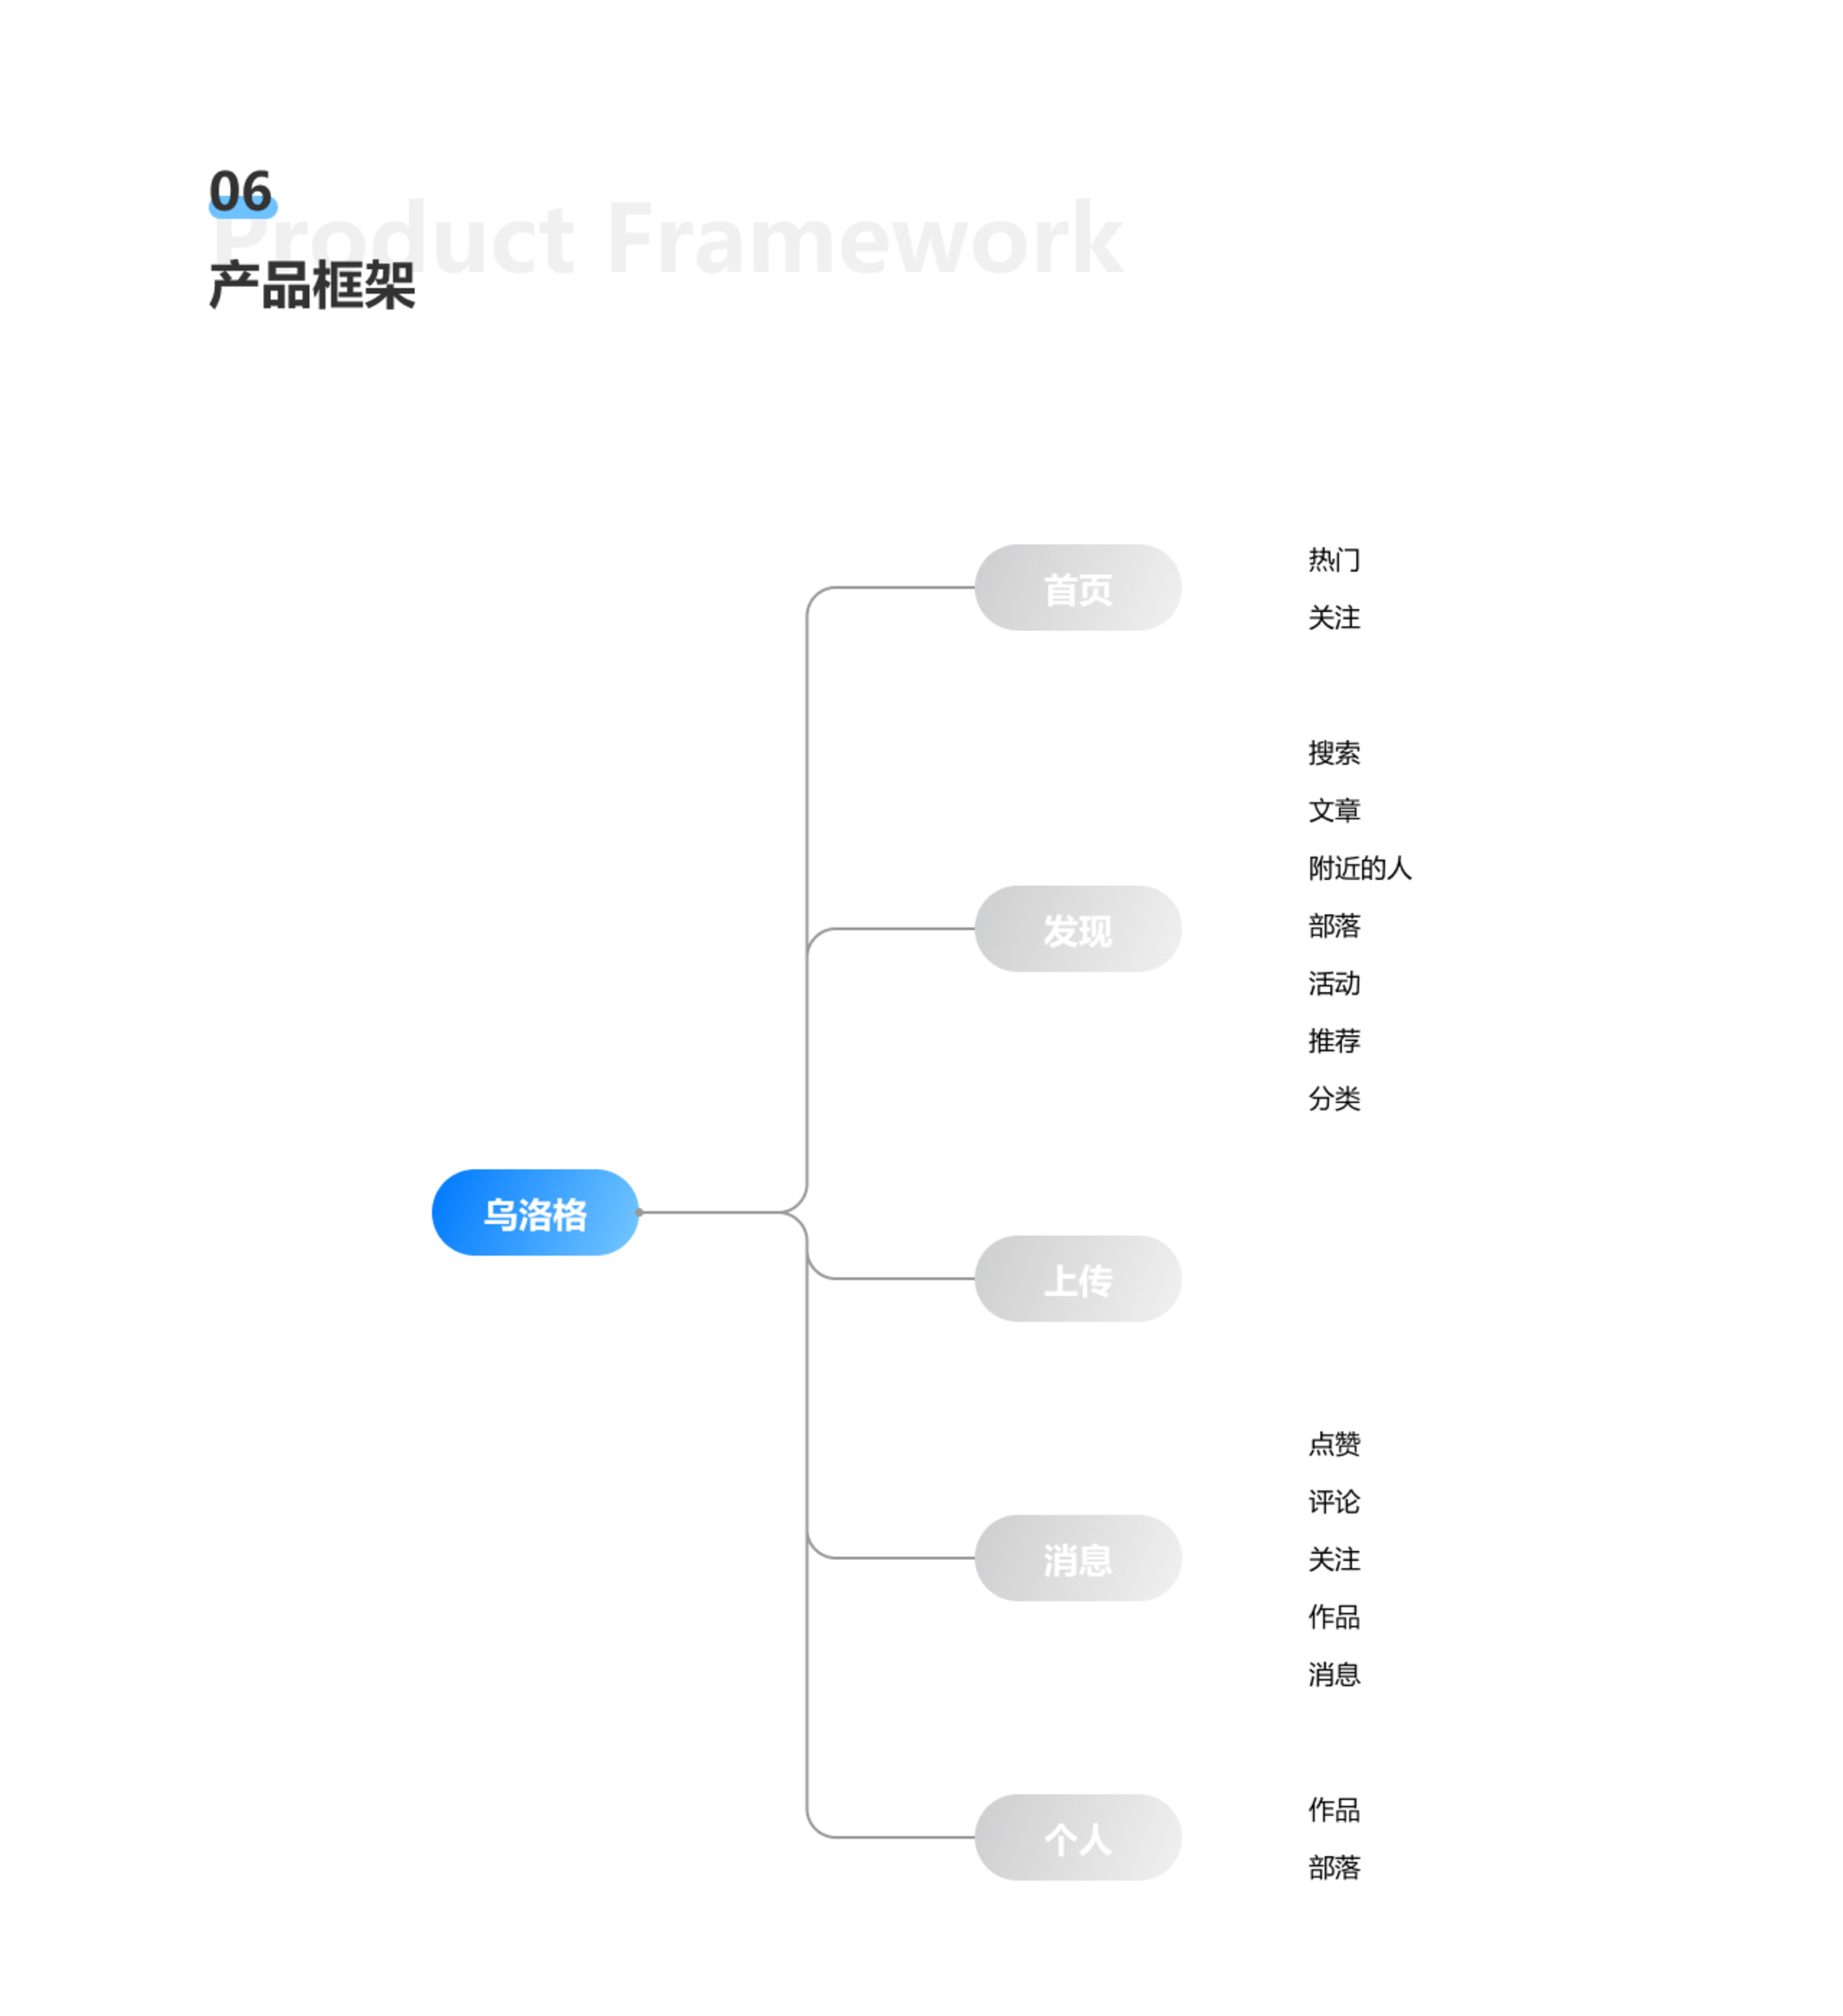 06
Product Framework
产品框架
乌洛格
首页
热门
关注
发现
搜索
文章
附近的人
部落
活动
推荐
分类
上传
消息
点赞
评论
关注
作品
消息
个人
作品
部落